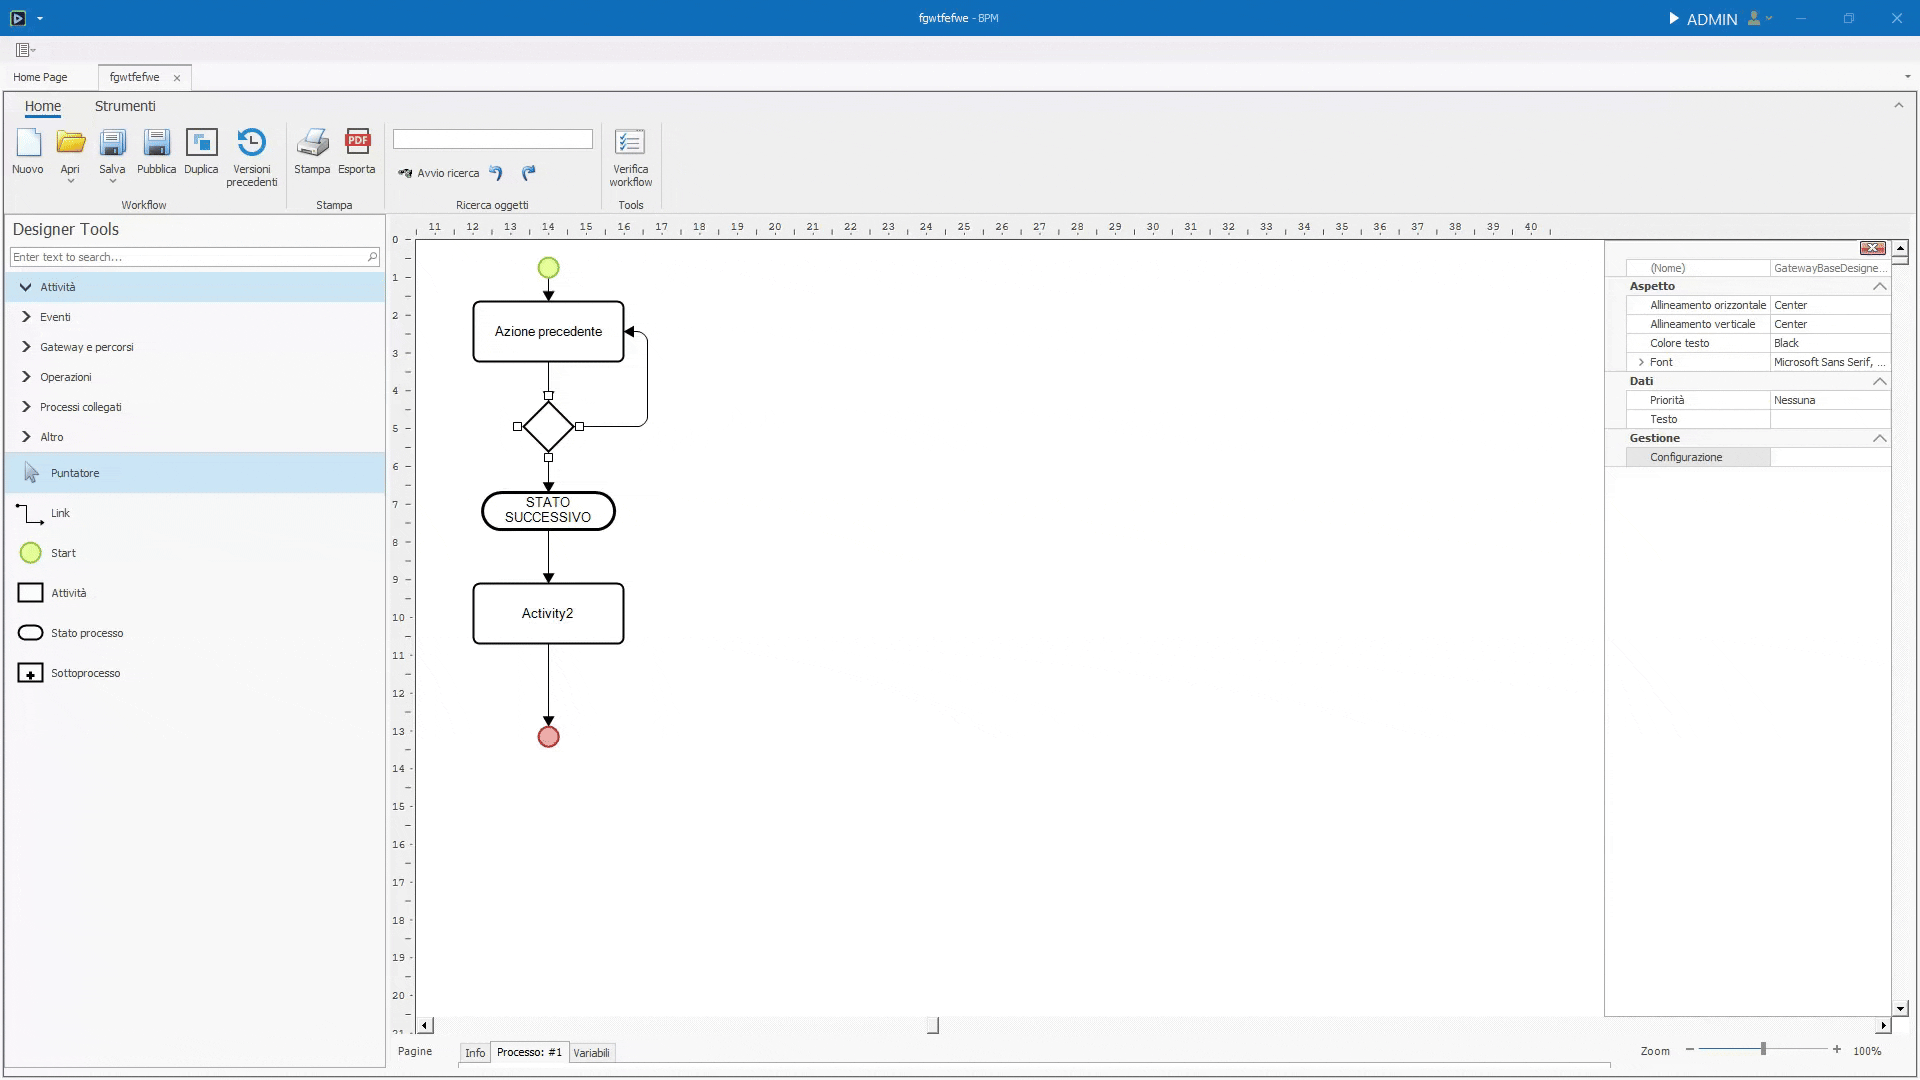 fgwtfefwe - BPM
ADMIN
Home Page
fgwtfefwe
Home
Strumenti
Nuovo
Apri
Salva
Pubblica
Duplica
Versioni precedenti
Stampa
Esporta
Avvio ricerca
Verifica workflow
Workflow
Stampa
Ricerca oggetti
Tools
Designer Tools
Enter text to search...
Attività
Eventi
Gateway e percorsi
Operazioni
Processi collegati
Altro
Puntatore
Link
Start
Attività
Stato processo
Sottoprocesso
11 12 13 14 15 16 17 18 19 20 21 22 23 24 25 26 27 28 29 30 31 32 33 34 35 36 37 38 39 40
0
1
2
3
4
5
6
7
8
9
10
11
12
13
14
15
16
17
18
19
20
21
Azione precedente
STATO
SUCCESSIVO
Activity2
(Nome) GatewayBaseDesigne...
Aspetto
Allineamento orizzontale Center
Allineamento verticale Center
Colore testo Black
Font Microsoft Sans Serif, ...
Dati
Priorità Nessuna
Testo
Gestione
Configurazione
Pagine
Info
Processo: #1
Variabili
Zoom
100%